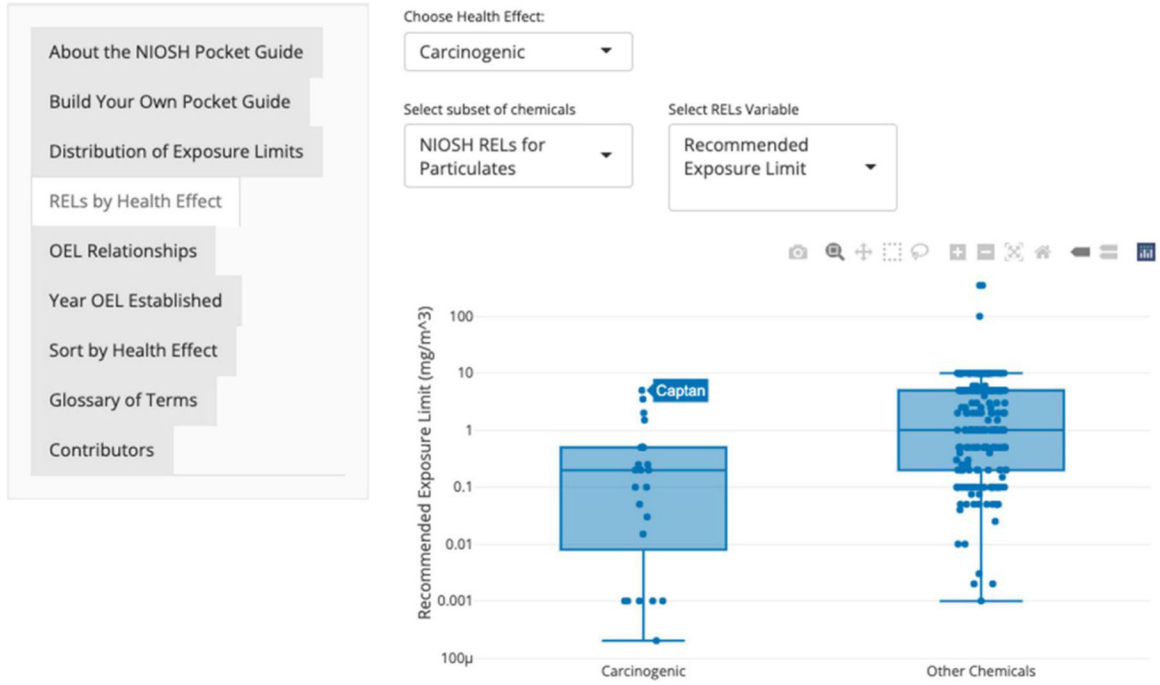 About the NIOSH Pocket Guide
Build Your Own Pocket Guide
Distribution of Exposure Limits
RELs by Health Effect
OEL Relationships
Year OEL Established
Sort by Health Effect
Glossary of Terms
Contributors
Choose Health Effect:
Carcinogenic
Select subset of chemicals
NIOSH RELs for
Particulates
Select RELs Variable
Recommended
Exposure Limit
Recommended Exposure Limit (mg/m^3)
100
10
1
0.1
0.01
0.001
100μ
Captan
Carcinogenic
Other Chemicals